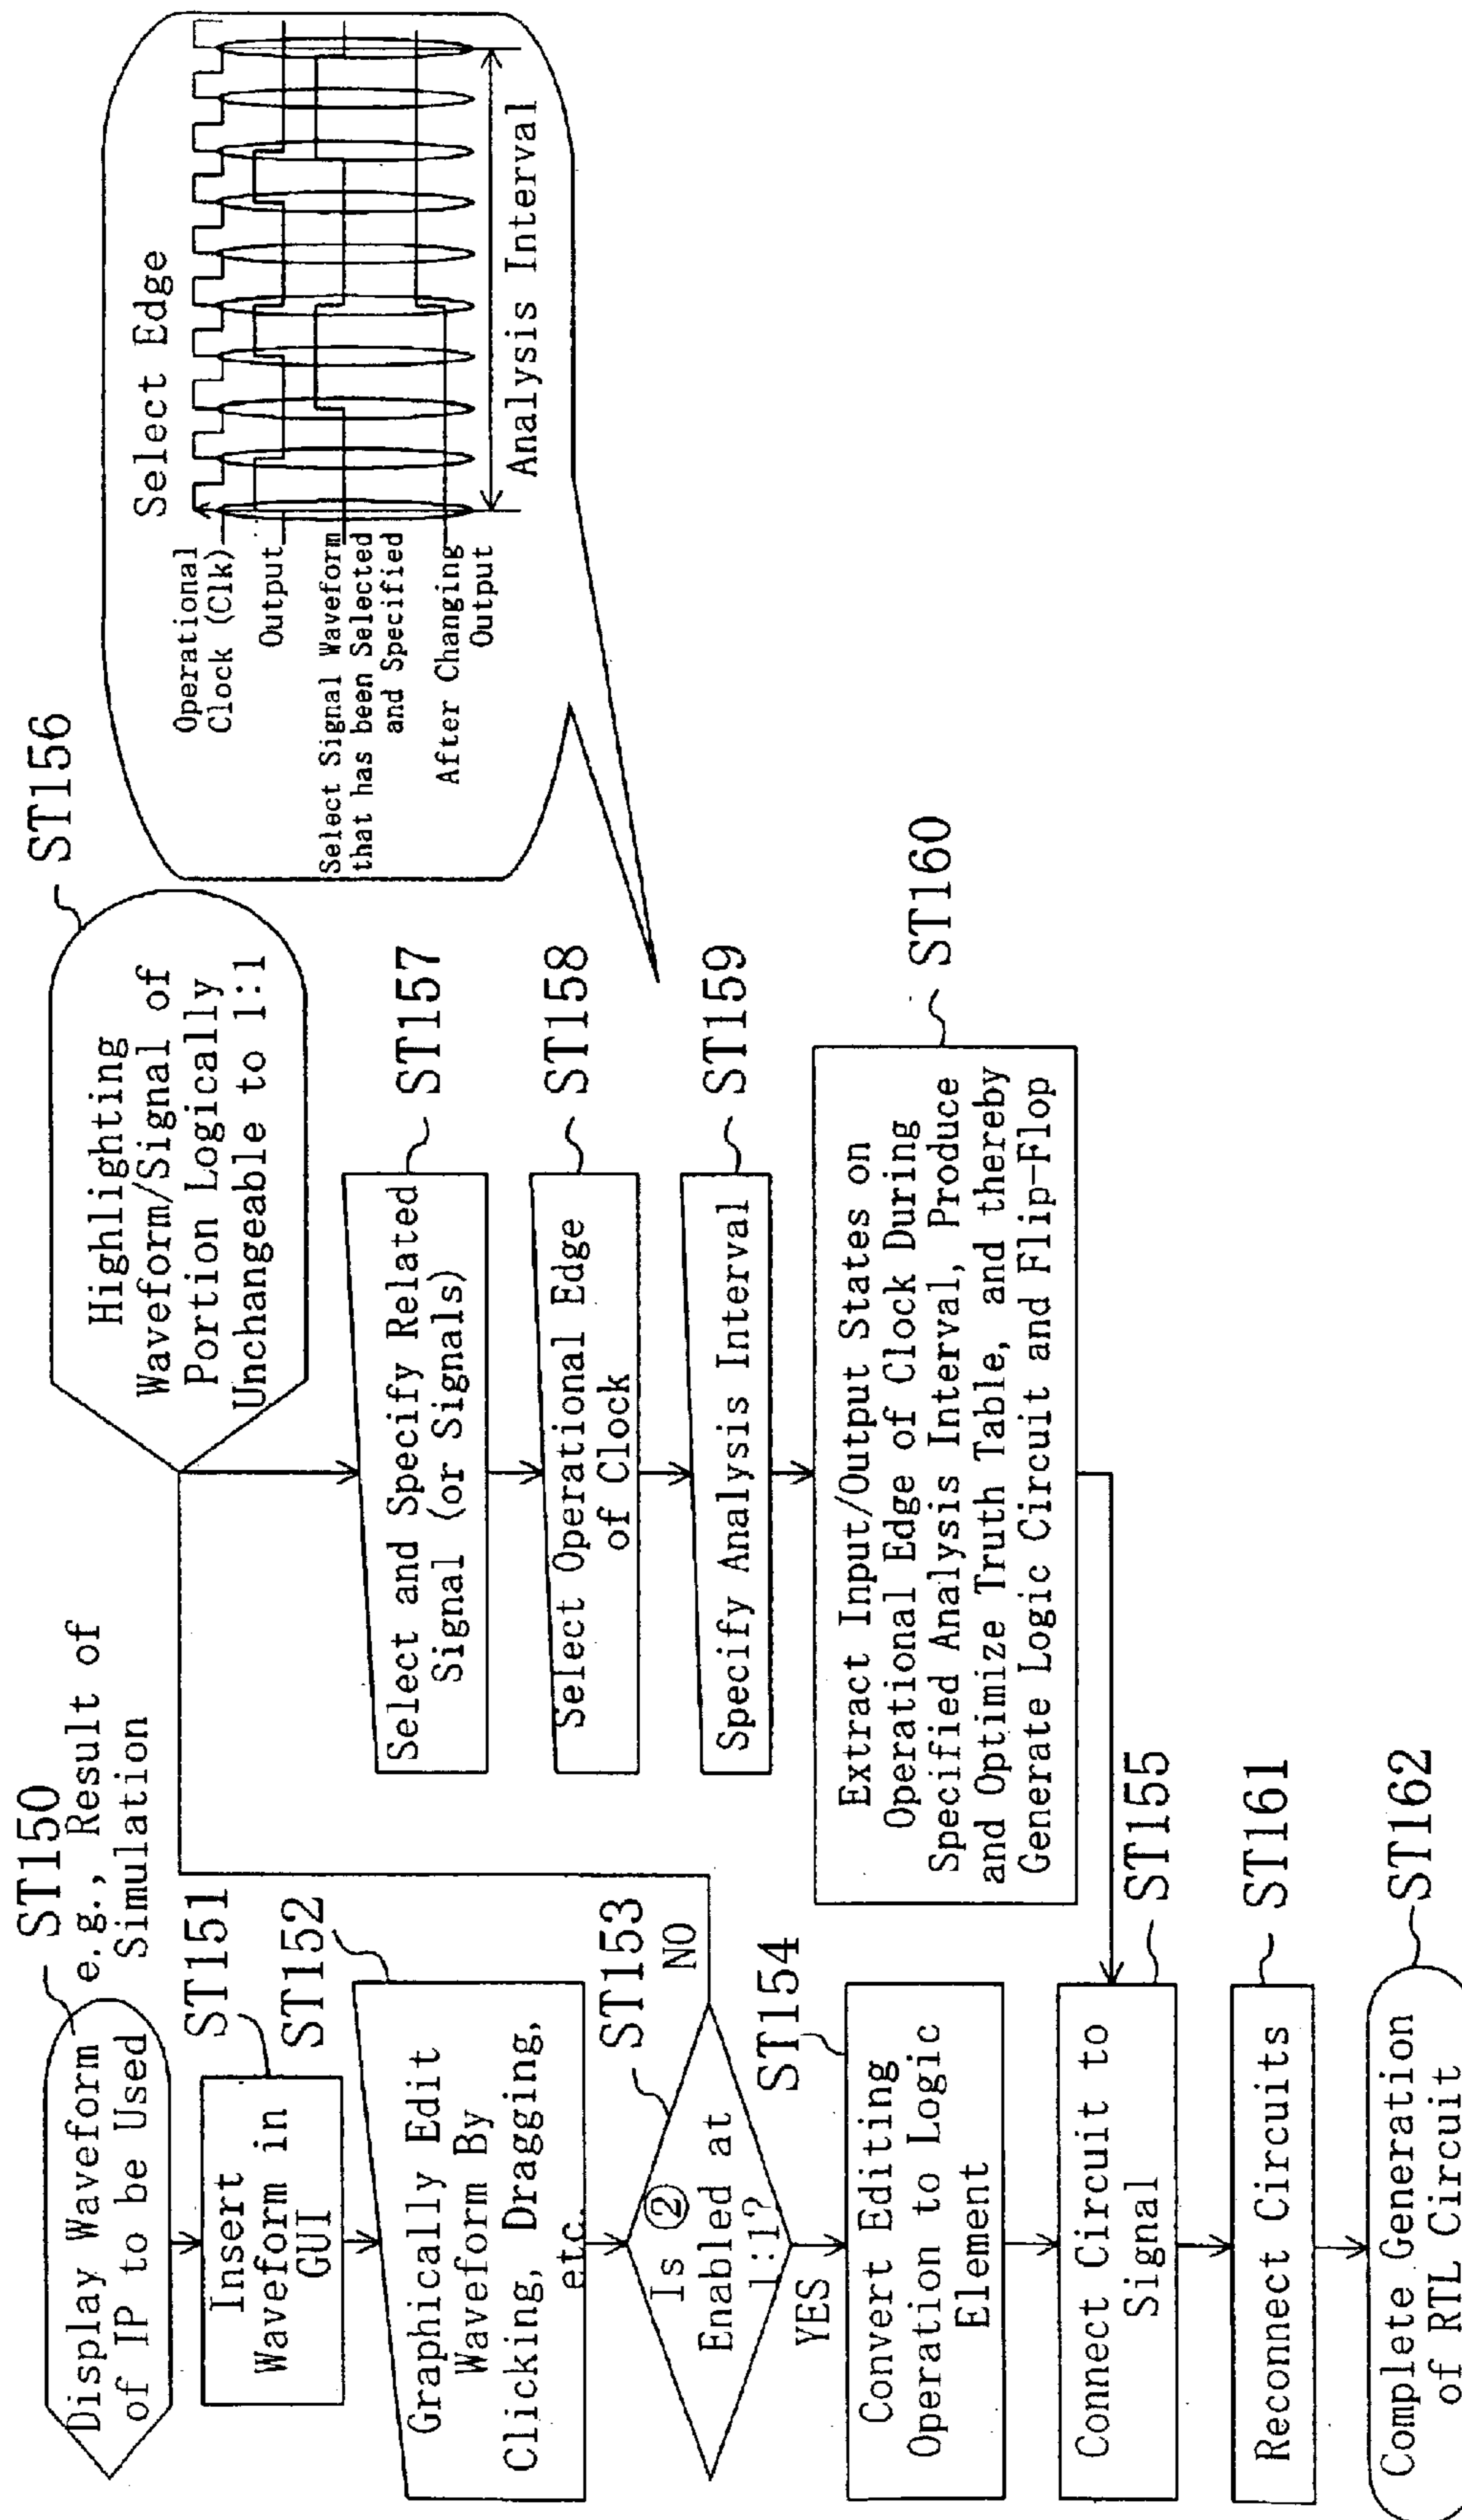 ST150
Display Waveform
of IP to be Used
e.g., Result of
Simulation
ST151
Insert
Waveform in
GUI
ST152
Graphically Edit
Waveform By
Clicking, Dragging,
etc.
ST153
Is ②
Enabled at
1:1?
NO
YES
ST154
Convert Editing
Operation to Logic
Element
ST155
Connect Circuit to
Signal
ST161
Reconnect Circuits
ST162
Complete Generation
of RTL Circuit
ST156
Highlighting
Waveform/Signal of
Portion Logically
Unchangeable to 1:1
ST157
Select and Specify Related
Signal (or Signals)
ST158
Select Operational Edge
of Clock
ST159
Specify Analysis Interval
ST160
Extract Input/Output States on
Operational Edge of Clock During
Specified Analysis Interval, Produce
and Optimize Truth Table, and thereby
Generate Logic Circuit and Flip-Flop
Select Edge
Operational
Clock (Clk)
Output
Select Signal Waveform
that has been Selected
and Specified
After Changing
Output
Analysis Interval